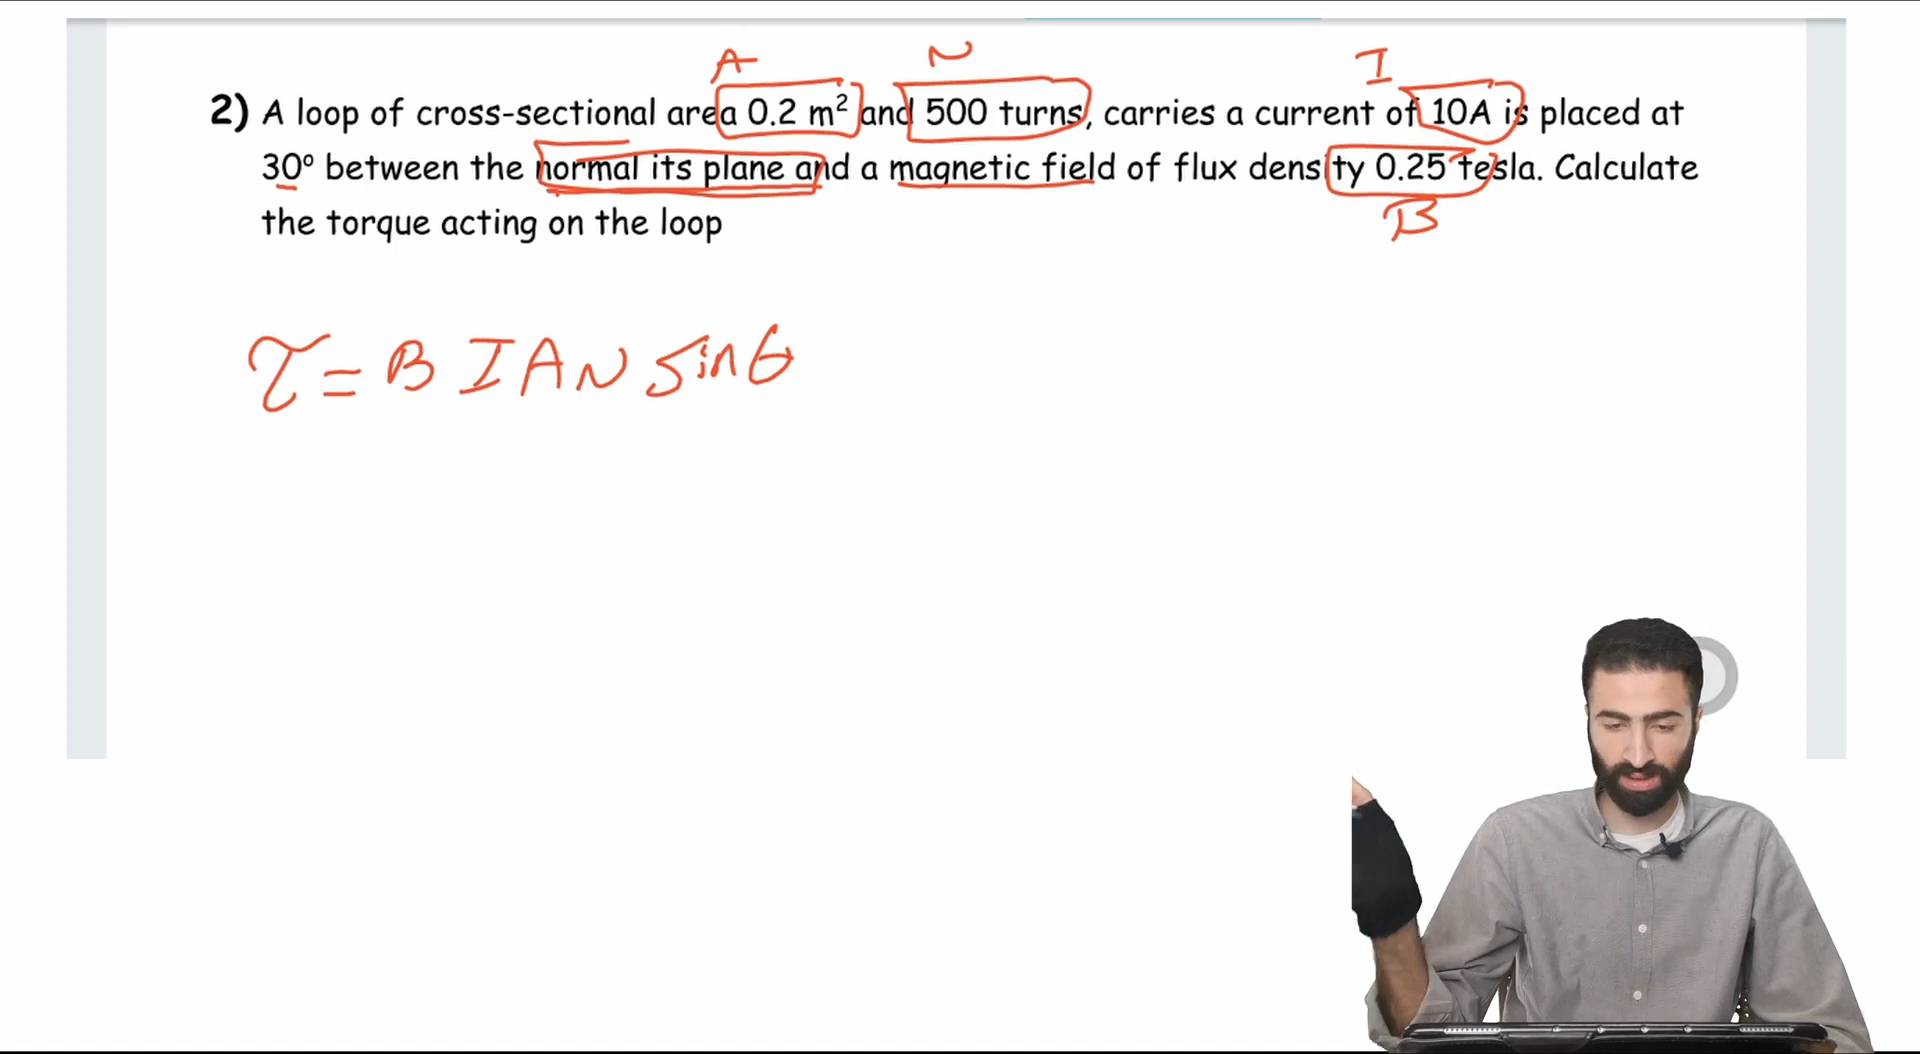 A N I
2) A loop of cross-sectional area 0.2 m² and 500 turns, carries a current of 10A is placed at
30º between the normal its plane and a magnetic field of flux density 0.25 tesla. Calculate
B
the torque acting on the loop
τ = B I A N sin θ